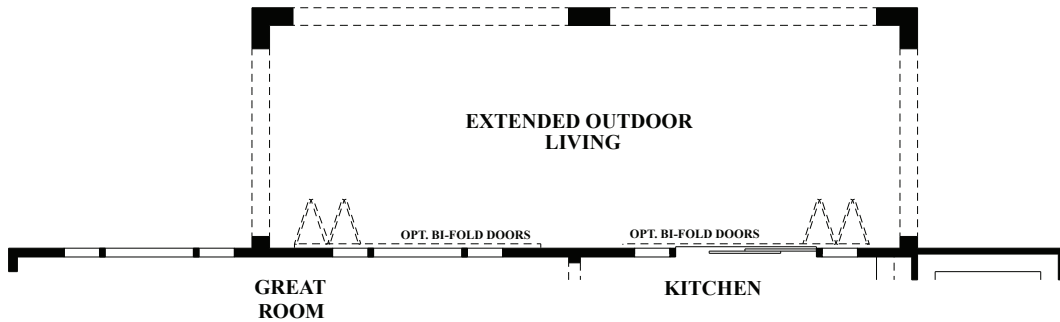 EXTENDED OUTDOOR
LIVING
OPT. BI-FOLD DOORS
OPT. BI-FOLD DOORS
GREAT
ROOM
KITCHEN